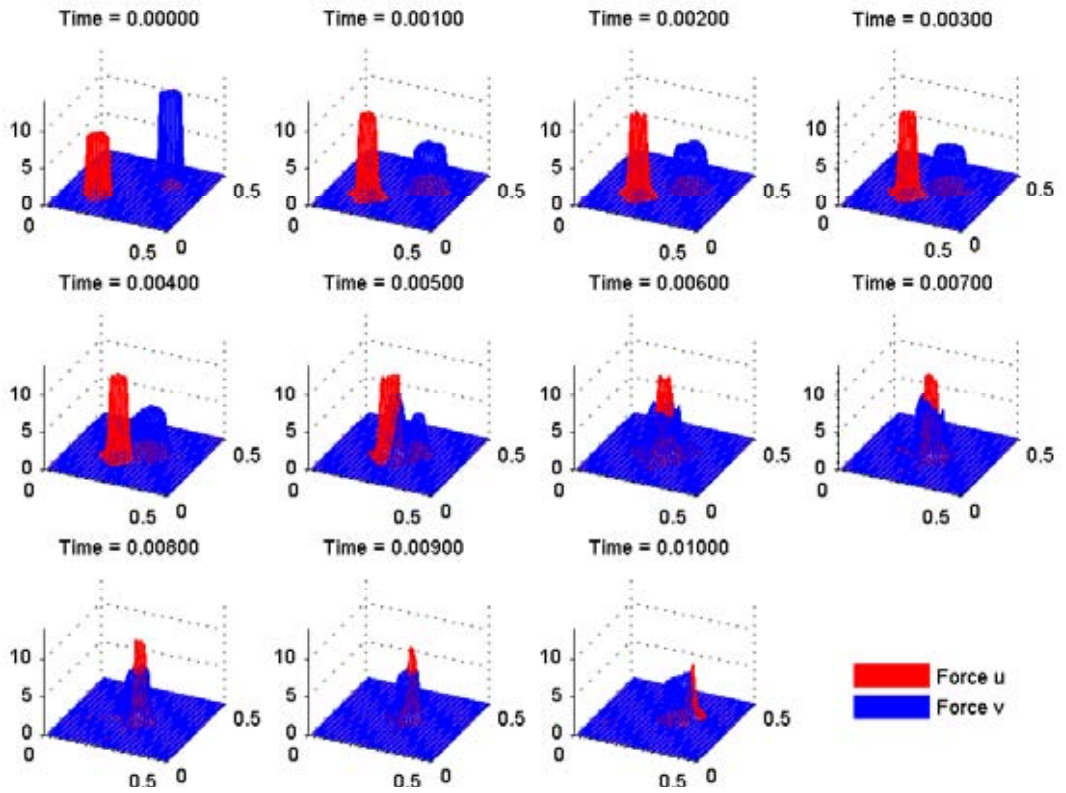 Time = 0.00000 Time = 0.00100 Time = 0.00200 Time = 0.00300
10 10 10 10
5 5 5 5
0 0.5 0 0.5 0 0.5 0 0.5
0 0 0 0
0.5 0 0.5 0 0.5 0 0.5 0
Time = 0.00400 Time = 0.00500 Time = 0.00600 Time = 0.00700
10 10 10 10
5 5 5 5
0 0.5 0 0.5 0 0.5 0 0.5
0 0 0 0
0.5 0 0.5 0 0.5 0 0.5 0
Time = 0.00800 Time = 0.00900 Time = 0.01000
10 10 10
5 5 5
0 0.5 0 0.5 0 0.5
0 0 0
0.5 0 0.5 0 0.5 0
Force u
Force v